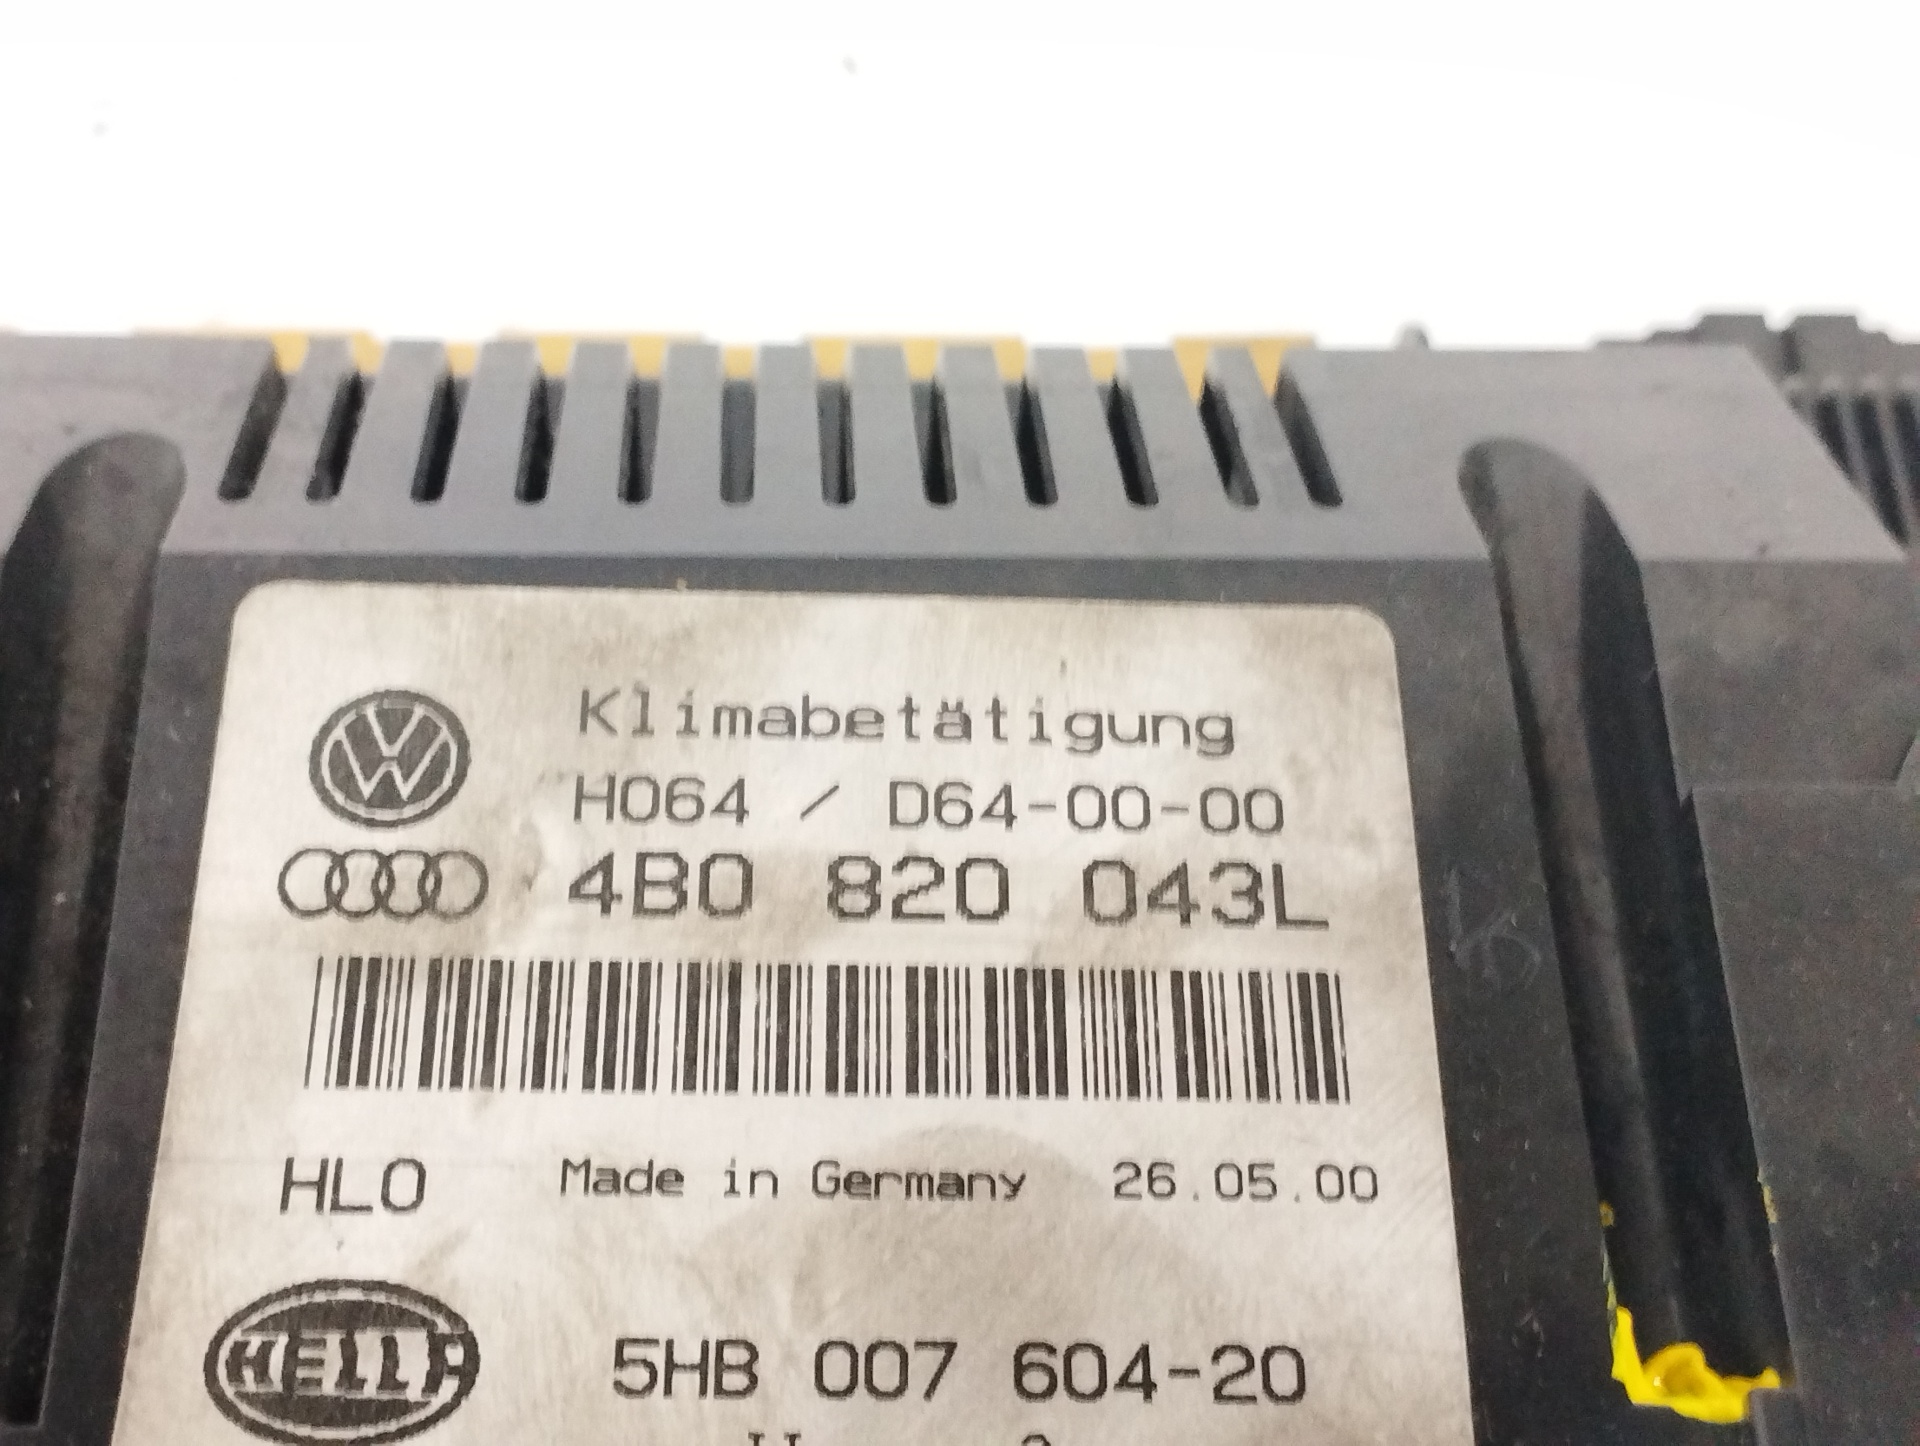 Klimabetätigung
H064 / D64-00-00
4B0 820 043L
HLO Made in Germany 26.05.00
HELLA 5HB 007 604-20